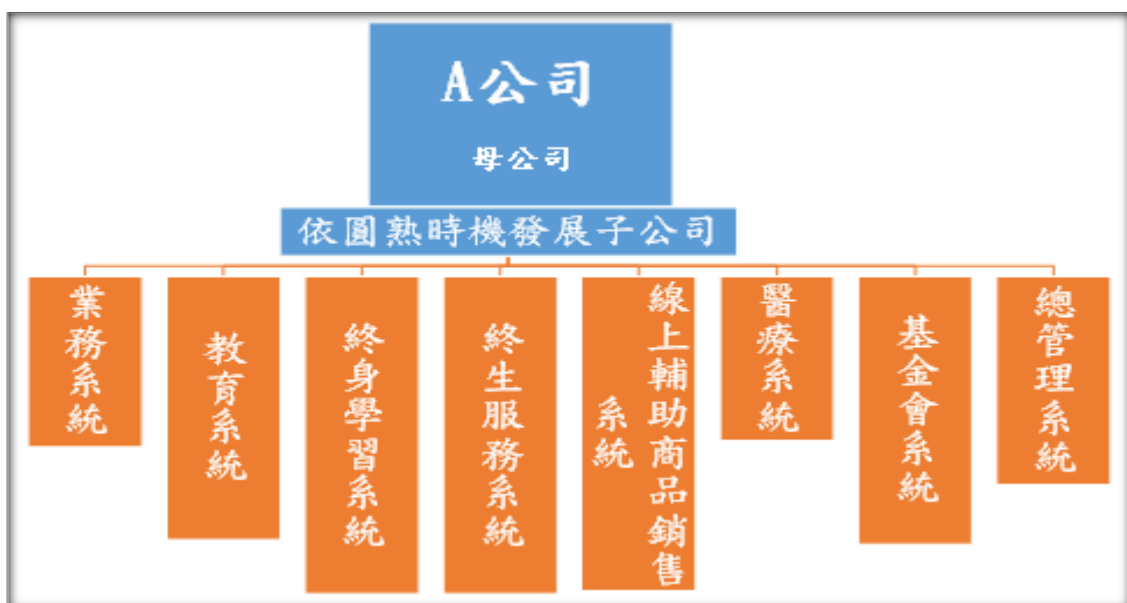 A公司
母公司
依圓熟時機發展子公司
業務系統
教育系統
終身學習系統
終生服務系統
線上輔助商品銷售
系統
醫療系統
基金會系統
總管理系統